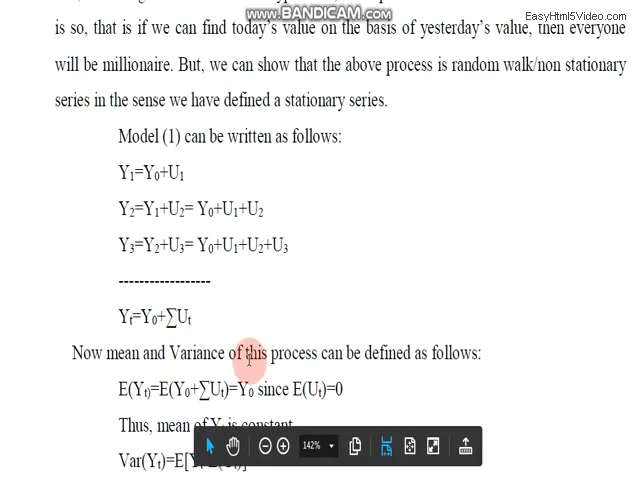 www.BANDICAM.com
EasyHtml5Video.com
is so, that is if we can find today's value on the basis of yesterday's value, then everyone
will be millionaire. But, we can show that the above process is random walk/non stationary
series in the sense we have defined a stationary series.
Model (1) can be written as follows:
Y1=Y0+U1
Y2=Y1+U2= Y0+U1+U2
Y3=Y2+U3= Y0+U1+U2+U3
------------------
Yt=Y0+∑Ut
Now mean and Variance of this process can be defined as follows:
E(Yt)=E(Y0+∑Ut)=Y0 since E(Ut)=0
Thus, mean of Yt is constant
142%
Var(Yt)=E[Y